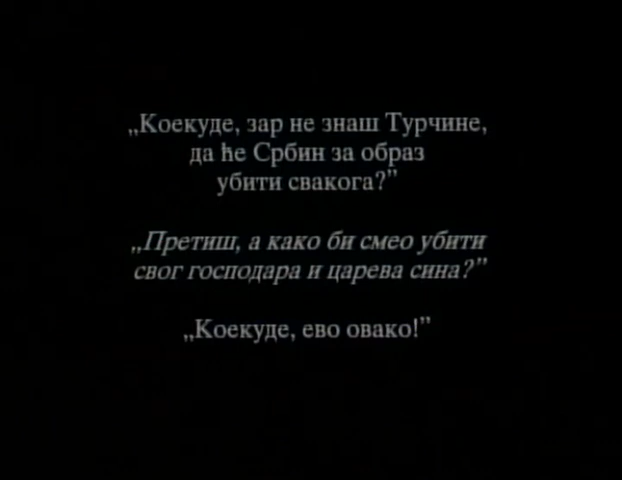 „Коекуде, зар не знаш Турчине,
да ће Србин за образ
убити свакога?”
„Претиш, а како би смео убити
свог господара и царева сина?”
„Коекуде, ево овако!”